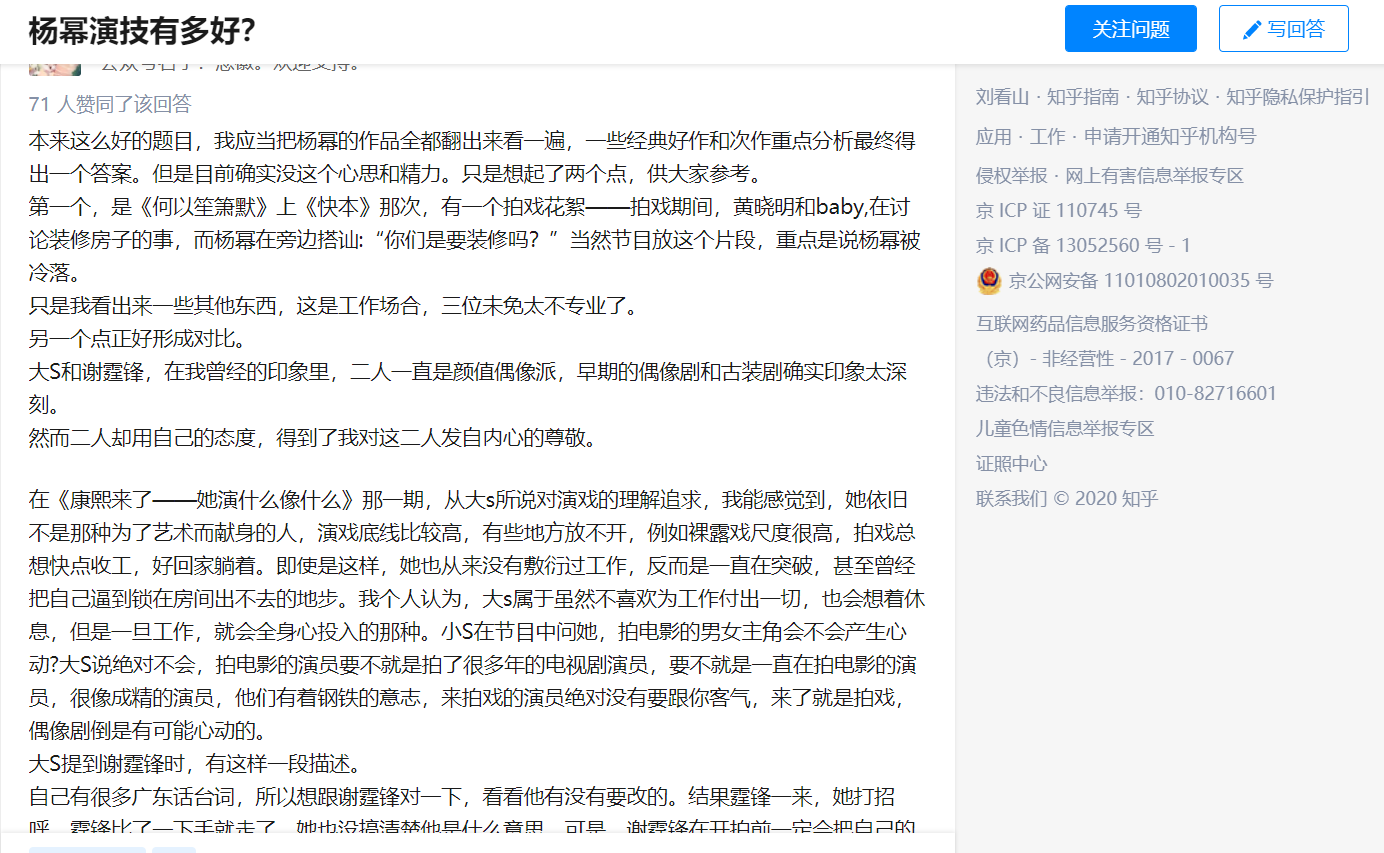 杨幂演技有多好?
关注问题
写回答
71 人赞同了该回答
本来这么好的题目，我应当把杨幂的作品全都翻出来看一遍，一些经典好作和次作重点分析最终得
出一个答案。但是目前确实没这个心思和精力。只是想起了两个点，供大家参考。
第一个，是《何以笙箫默》上《快本》那次，有一个拍戏花絮——拍戏期间，黄晓明和baby,在讨
论装修房子的事，而杨幂在旁边搭讪:“你们是要装修吗？”当然节目放这个片段，重点是说杨幂被
冷落。
只是我看出来一些其他东西，这是工作场合，三位未免太不专业了。
另一个点正好形成对比。
大S和谢霆锋，在我曾经的印象里，二人一直是颜值偶像派，早期的偶像剧和古装剧确实印象太深
刻。
然而二人却用自己的态度，得到了我对这二人发自内心的尊敬。
在《康熙来了——她演什么像什么》那一期，从大s所说对演戏的理解追求，我能感觉到，她依旧
不是那种为了艺术而献身的人，演戏底线比较高，有些地方放不开，例如裸露戏尺度很高，拍戏总
想快点收工，好回家躺着。即使是这样，她也从来没有敷衍过工作，反而是一直在突破，甚至曾经
把自己逼到锁在房间出不去的地步。我个人认为，大s属于虽然不喜欢为工作付出一切，也会想着休
息，但是一旦工作，就会全身心投入的那种。小S在节目中问她，拍电影的男女主角会不会产生心
动?大S说绝对不会，拍电影的演员要不就是拍了很多年的电视剧演员，要不就是一直在拍电影的演
员，很像成精的演员，他们有着钢铁的意志，来拍戏的演员绝对没有要跟你客气，来了就是拍戏，
偶像剧倒是有可能心动的。
大S提到谢霆锋时，有这样一段描述。
自己有很多广东话台词，所以想跟谢霆锋对一下，看看他有没有要改的。结果霆锋一来，她打招
呼，霆锋比了一下手就走了，她也没搞清楚他是什么意思。可是，谢霆锋在开拍前一定会把自己的
刘看山 · 知乎指南 · 知乎协议 · 知乎隐私保护指引
应用 · 工作 · 申请开通知乎机构号
侵权举报 · 网上有害信息举报专区
京 ICP 证 110745 号
京 ICP 备 13052560 号 - 1
京公网安备 11010802010035 号
互联网药品信息服务资格证书
（京）- 非经营性 - 2017 - 0067
违法和不良信息举报：010-82716601
儿童色情信息举报专区
证照中心
联系我们 © 2020 知乎